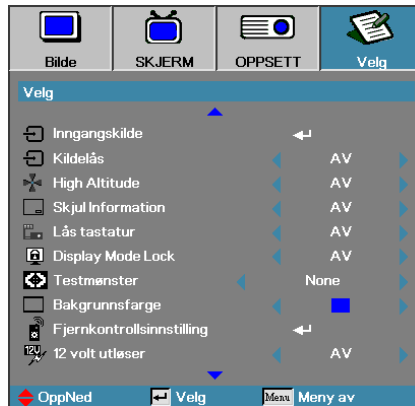 Bilde SKJERM OPPSETT Velg
Velg
Inngangskilde
Kildelås AV
High Altitude AV
Skjul Information AV
Lås tastatur AV
Display Mode Lock AV
Testmønster None
Bakgrunnsfarge
Fjernkontrollsinnstilling
12V 12 volt utløser AV
OppNed Velg Menu Meny av